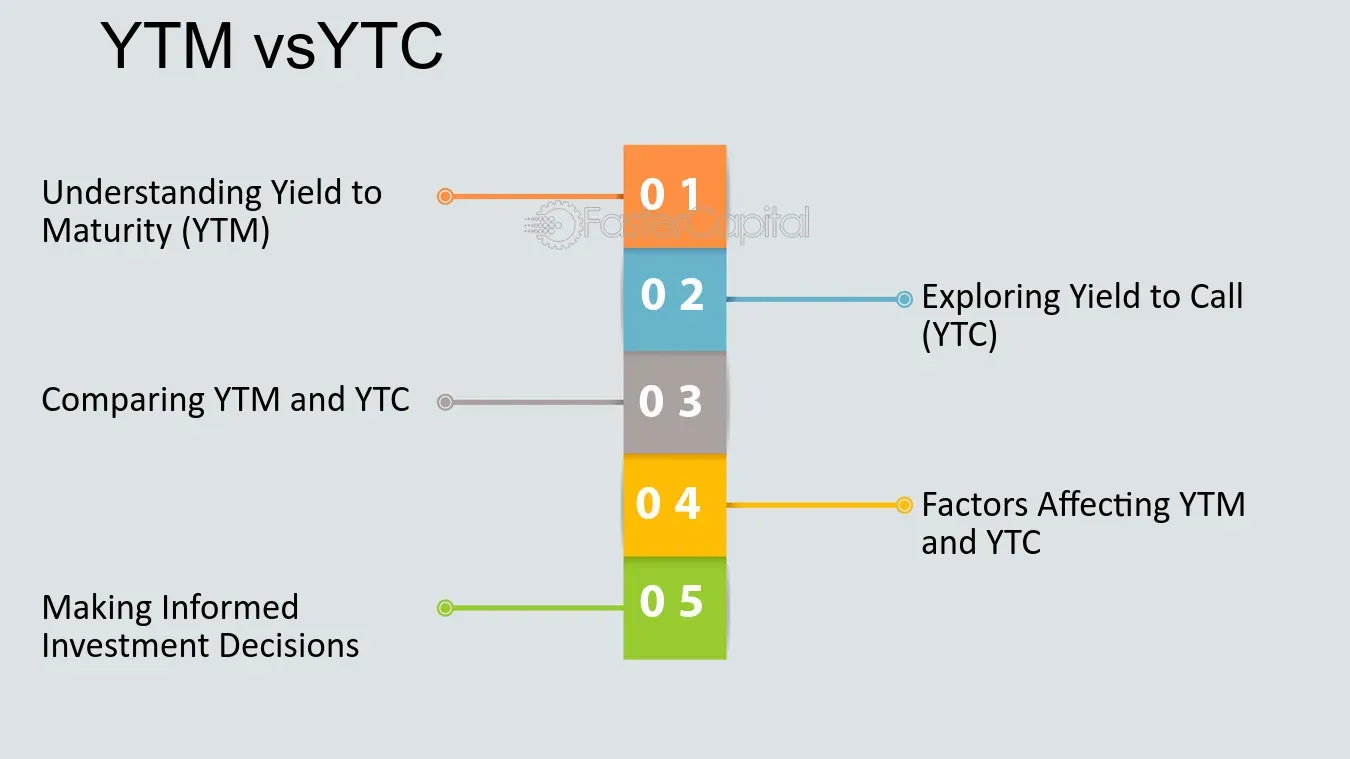 YTM vsYTC
Understanding Yield to
Maturity (YTM)
0 1
FasterCapital
0 2
Exploring Yield to Call
(YTC)
Comparing YTM and YTC
0 3
0 4
Factors Affecting YTM
and YTC
Making Informed
Investment Decisions
0 5